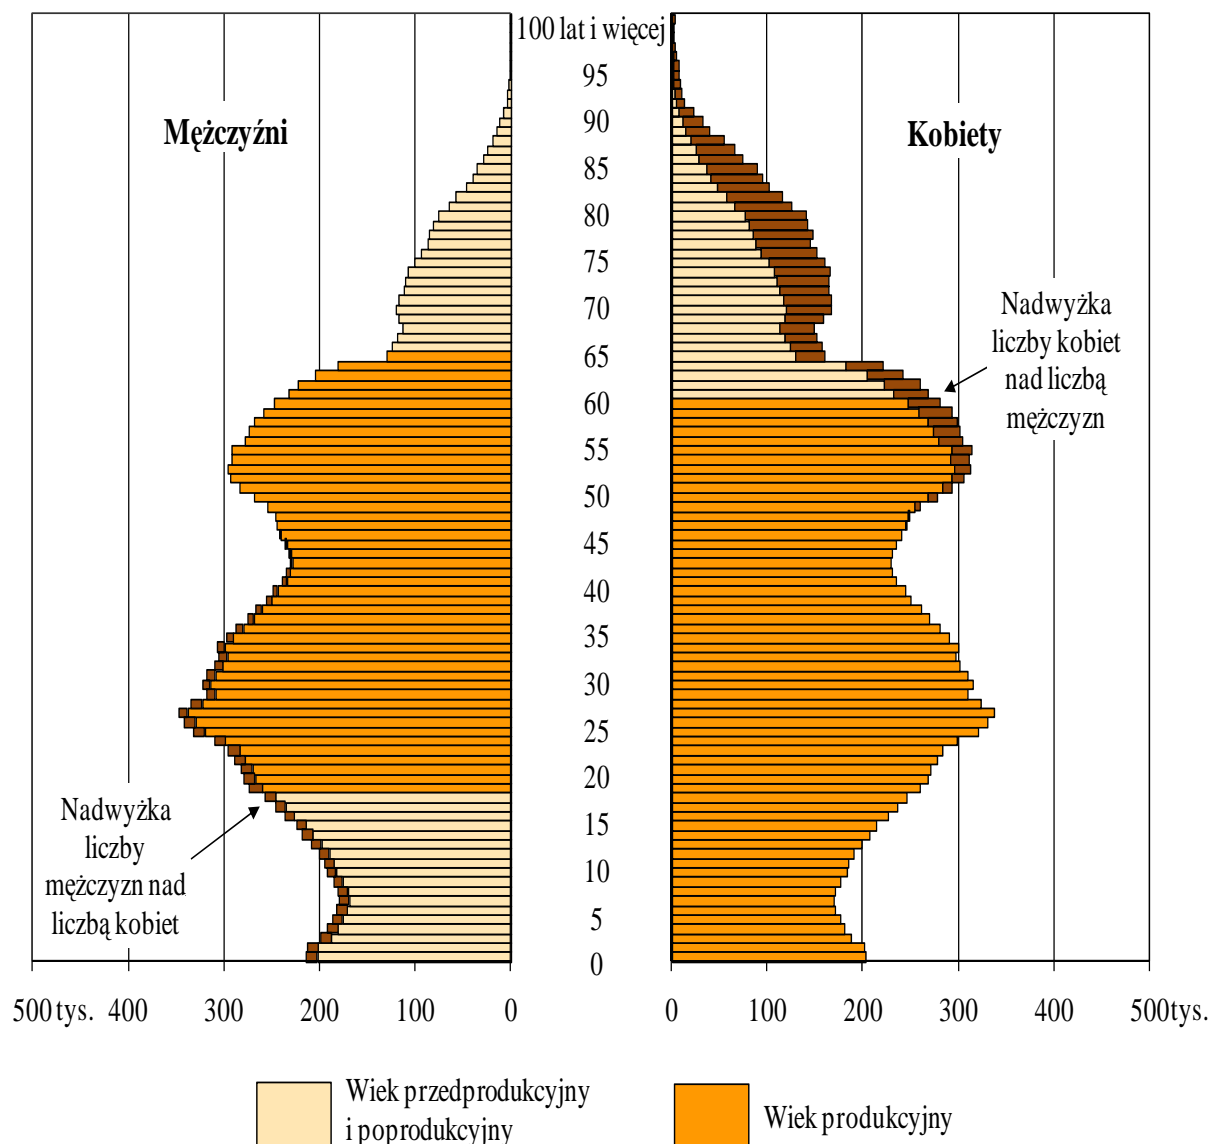 100 lat i więcej
95
90
85
80
75
70
65
60
55
50
45
40
35
30
25
20
15
10
5
0
Mężczyźni
Kobiety
Nadwyżka
liczby kobiet
nad liczbą
mężczyzn
Nadwyżka
liczby
mężczyzn nad
liczbą kobiet
500 tys. 400 300 200 100 0
0 100 200 300 400 500 tys.
Wiek przedprodukcyjny
i poprodukcyjny
Wiek produkcyjny